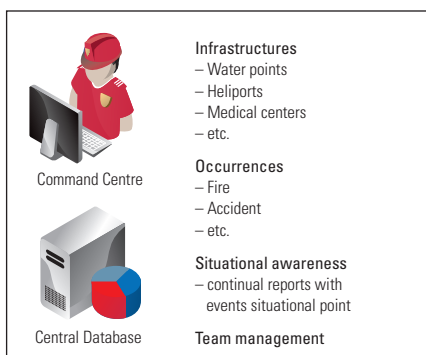 Command Centre
Central Database
Infrastructures
– Water points
– Heliports
– Medical centers
– etc.
Occurrences
– Fire
– Accident
– etc.
Situational awareness
– continual reports with
events situational point
Team management